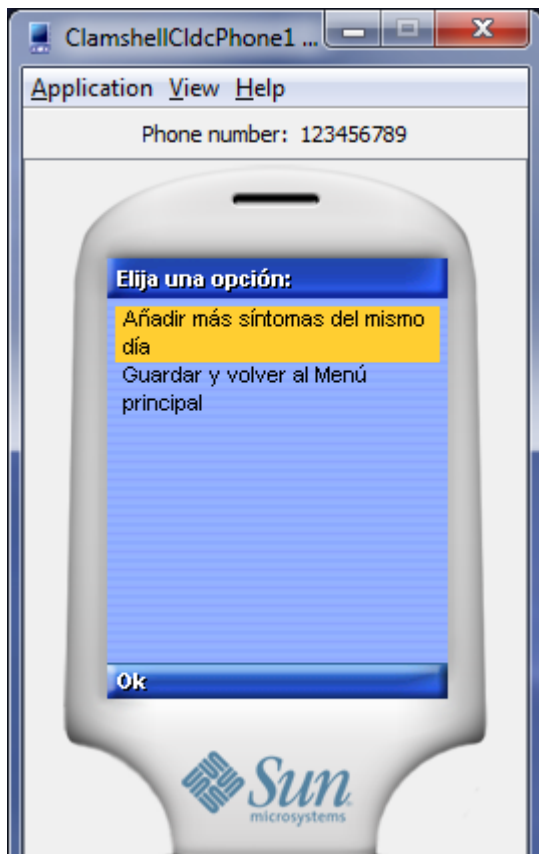 ClamshellCldcPhone1 ...
Application View Help
Phone number: 123456789
Elija una opción:
Añadir más síntomas del mismo
día
Guardar y volver al Menú
principal
Ok
Sun
microsystems